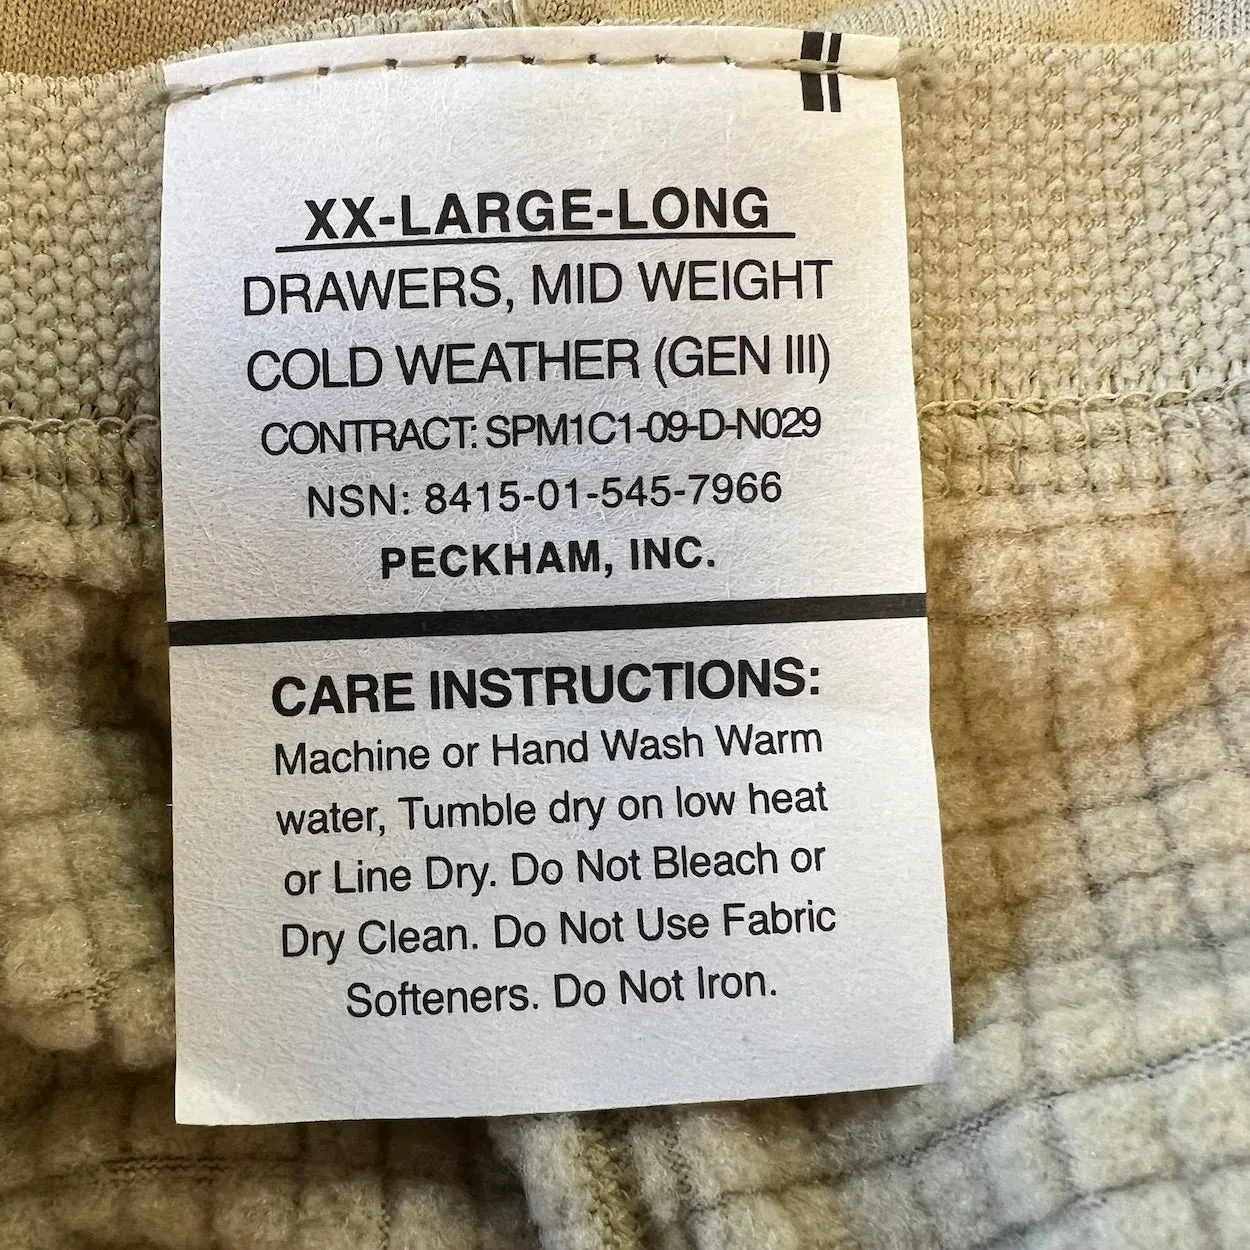 XX-LARGE-LONG
DRAWERS, MID WEIGHT
COLD WEATHER (GEN III)
CONTRACT: SPM1C1-09-D-N029
NSN: 8415-01-545-7966
PECKHAM, INC.
CARE INSTRUCTIONS:
Machine or Hand Wash Warm
water, Tumble dry on low heat
or Line Dry. Do Not Bleach or
Dry Clean. Do Not Use Fabric
Softeners. Do Not Iron.